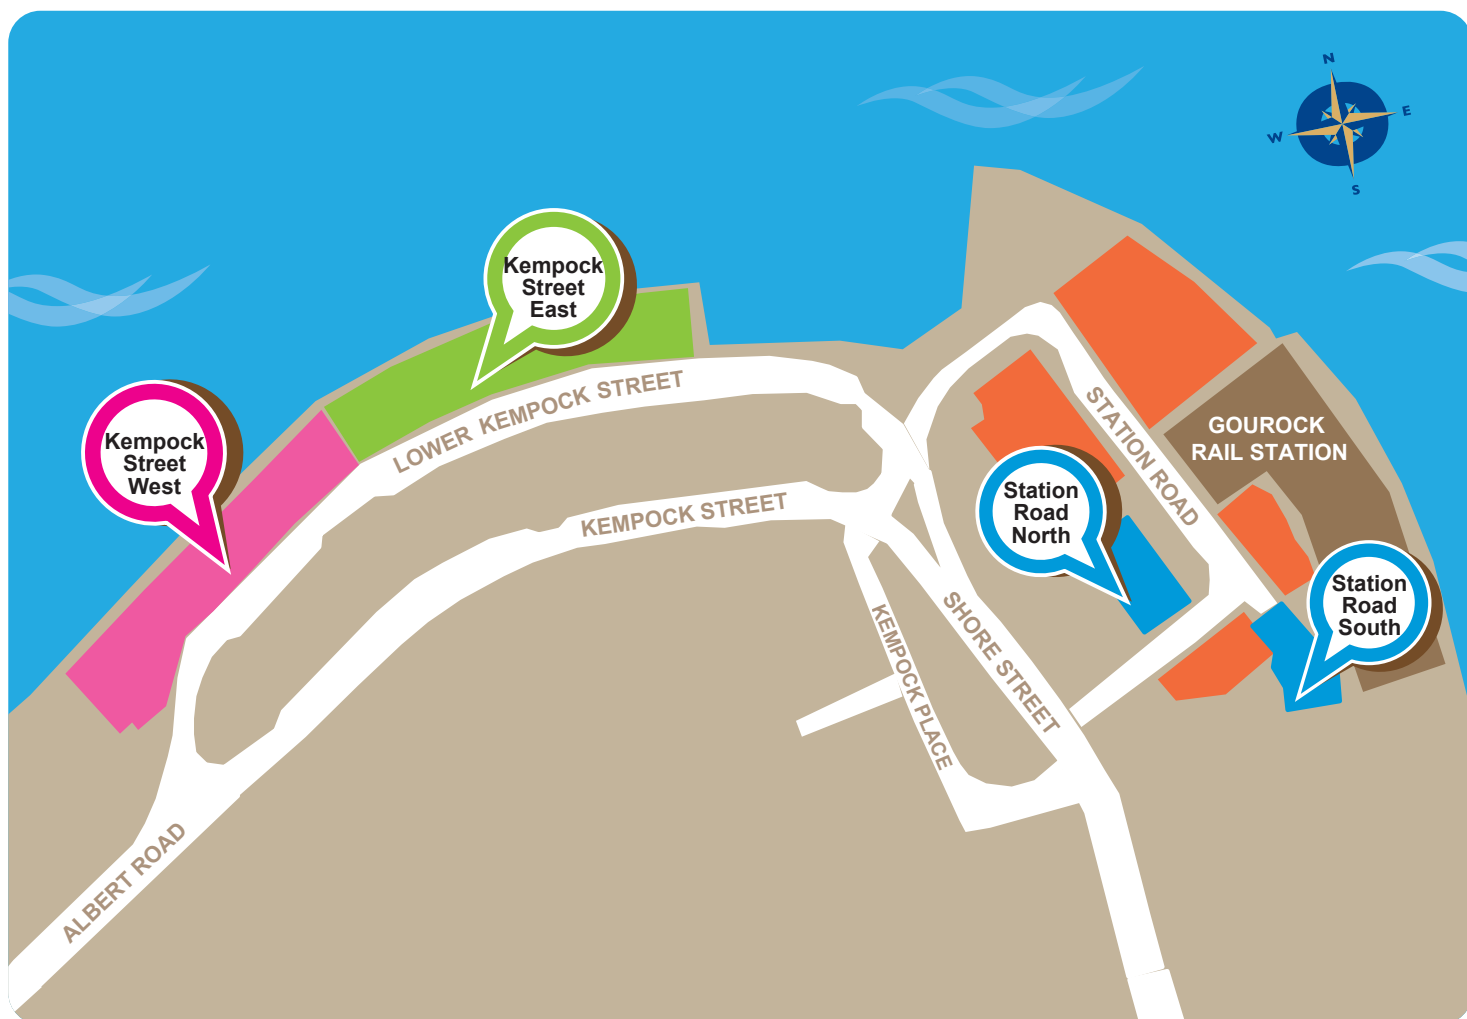 N
E
W
S
Kempock
Street
East
Kempock
Street
West
LOWER KEMPOCK STREET
KEMPOCK STREET
STATION ROAD
GOUROCK
RAIL STATION
Station
Road
North
Station
Road
South
KEMPOCK PLACE
SHORE STREET
ALBERT ROAD